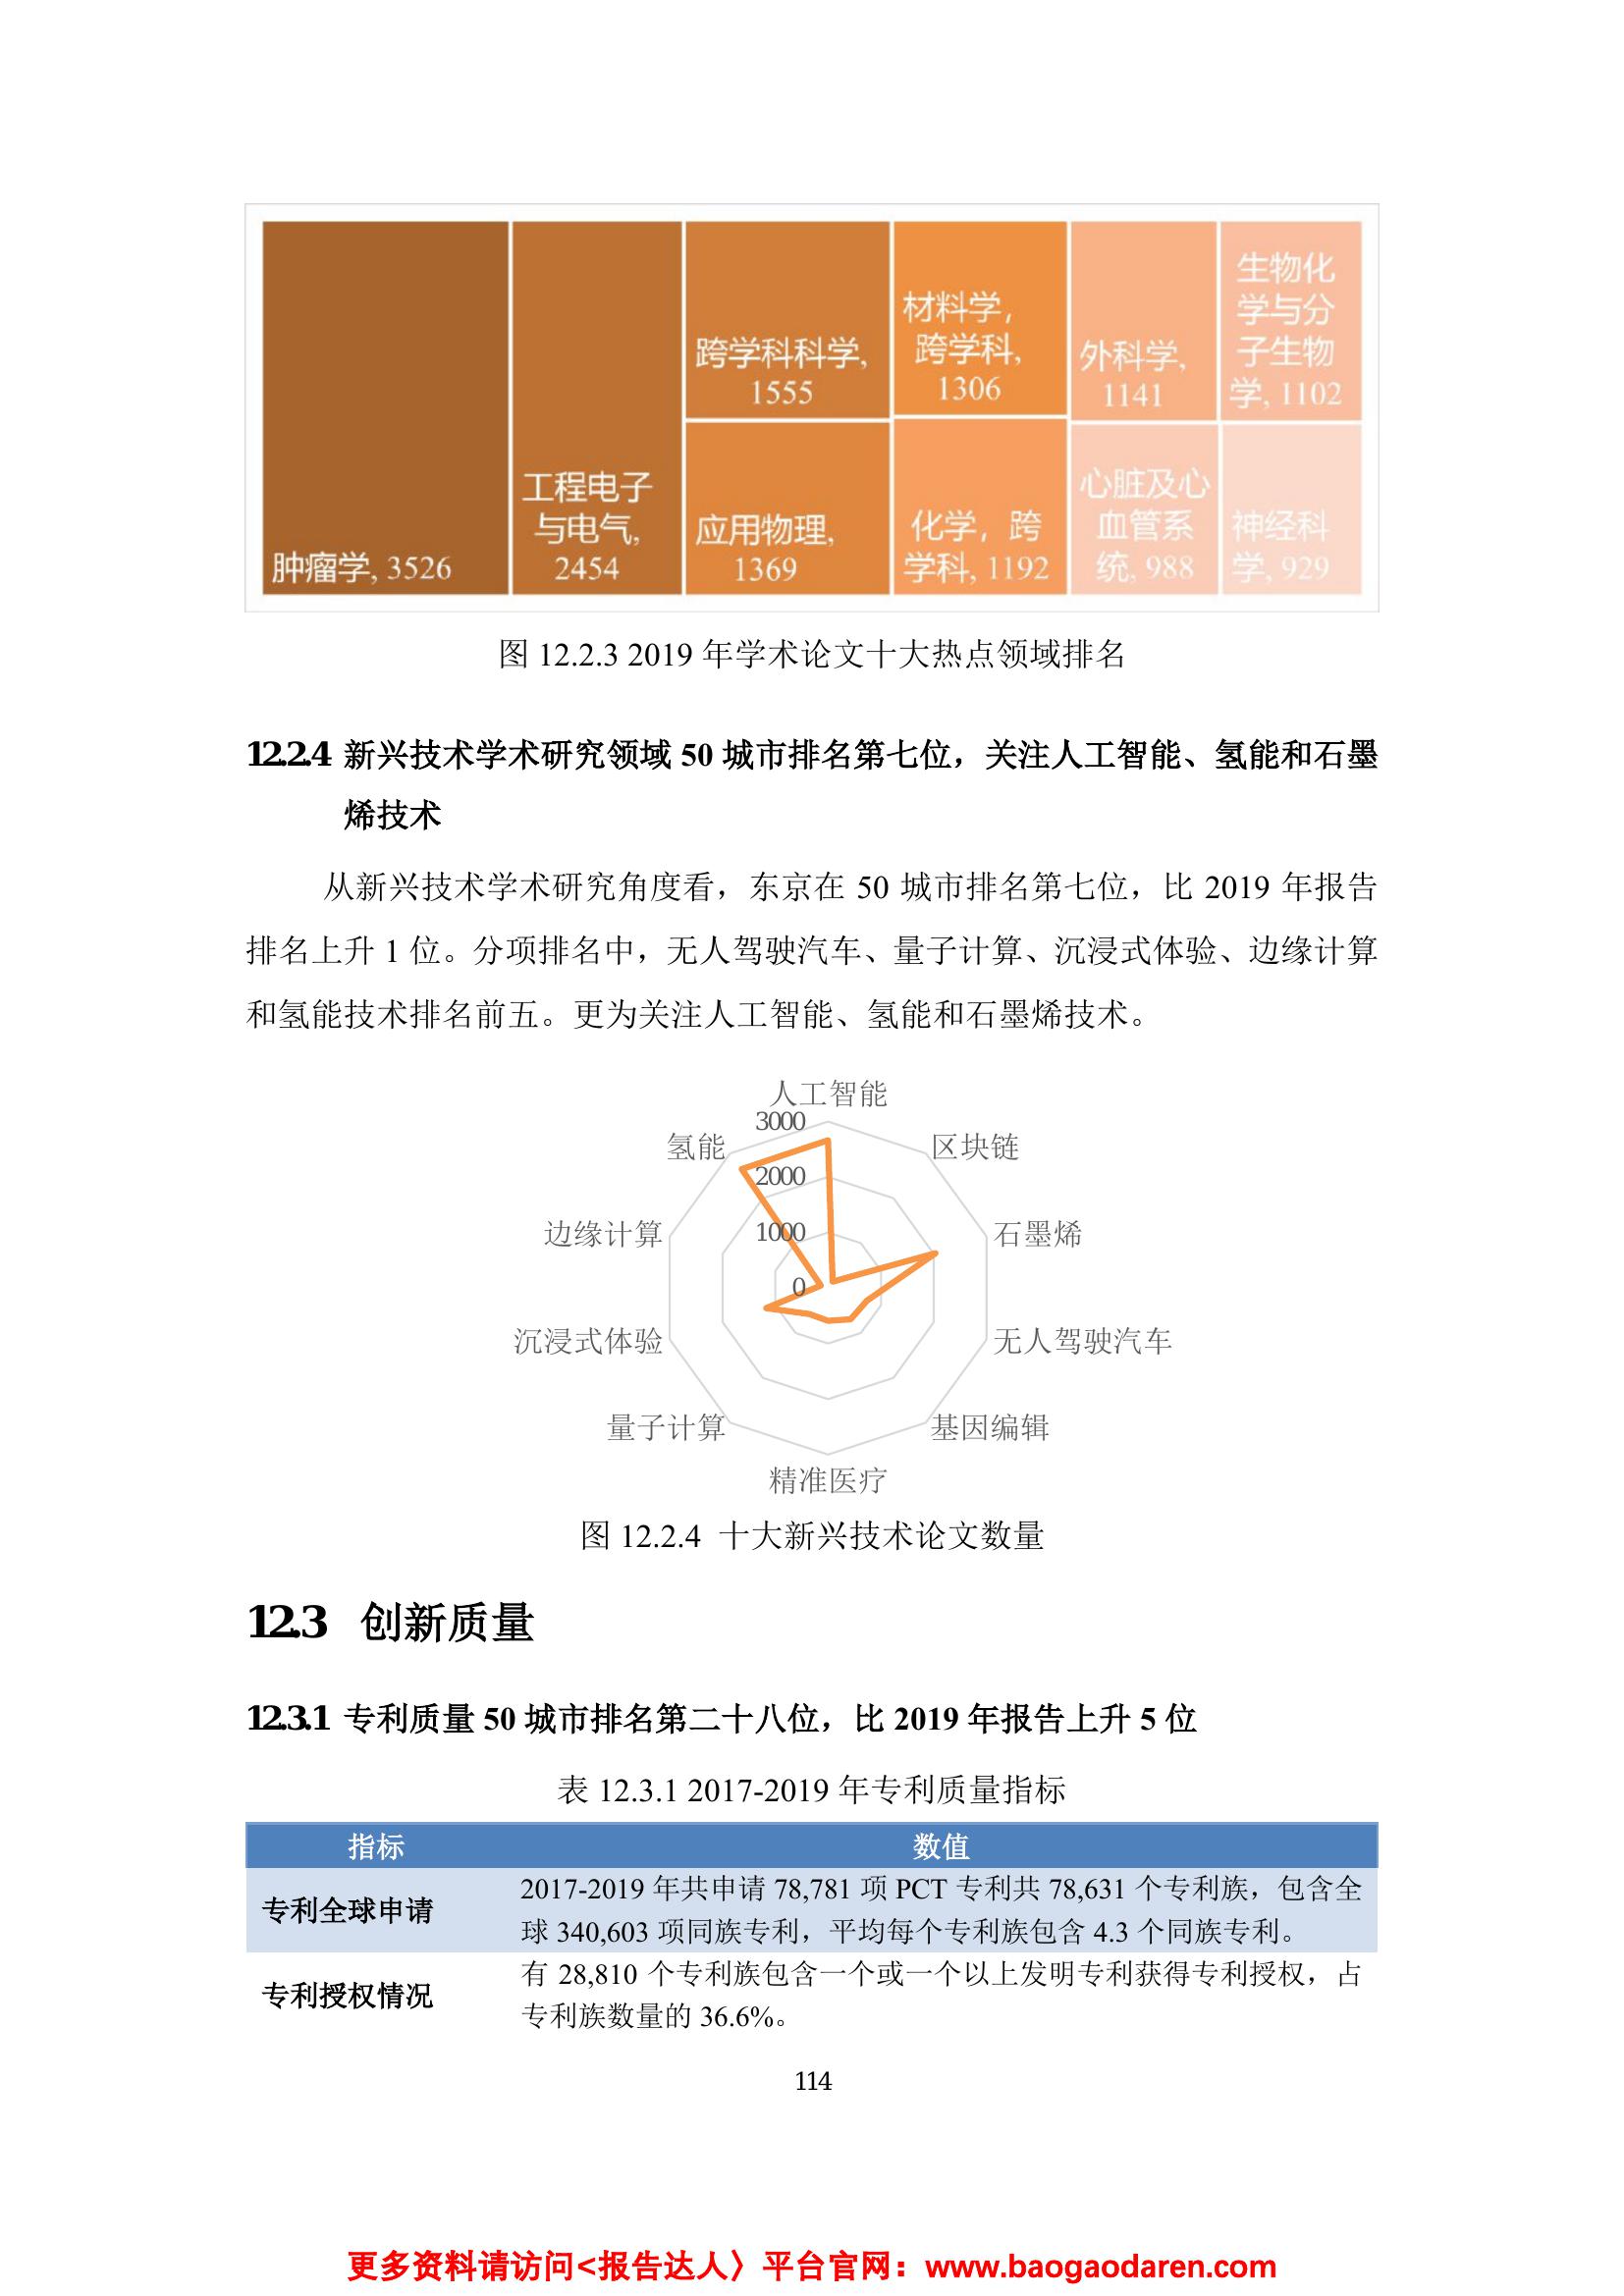 肿瘤学, 3526
工程电子
与电气,
2454
跨学科科学,
1555
应用物理,
1369
材料学,
跨学科,
1306
化学，跨
学科, 1192
外科学,
1141
心脏及心
血管系
统, 988
生物化
学与分
子生物
学, 1102
神经科
学, 929
图 12.2.3 2019 年学术论文十大热点领域排名
12.2.4 新兴技术学术研究领域 50 城市排名第七位，关注人工智能、氢能和石墨
烯技术
从新兴技术学术研究角度看，东京在 50 城市排名第七位，比 2019 年报告
排名上升 1 位。分项排名中，无人驾驶汽车、量子计算、沉浸式体验、边缘计算
和氢能技术排名前五。更为关注人工智能、氢能和石墨烯技术。
人工智能
3000
氢能
区块链
2000
边缘计算
1000
石墨烯
0
沉浸式体验
无人驾驶汽车
量子计算
基因编辑
精准医疗
图 12.2.4 十大新兴技术论文数量
12.3 创新质量
12.3.1 专利质量 50 城市排名第二十八位，比 2019 年报告上升 5 位
表 12.3.1 2017-2019 年专利质量指标
指标 数值
专利全球申请
2017-2019 年共申请 78,781 项 PCT 专利共 78,631 个专利族，包含全
球 340,603 项同族专利，平均每个专利族包含 4.3 个同族专利。
专利授权情况
有 28,810 个专利族包含一个或一个以上发明专利获得专利授权，占
专利族数量的 36.6%。
114
更多资料请访问<报告达人〉平台官网：www.baogaodaren.com